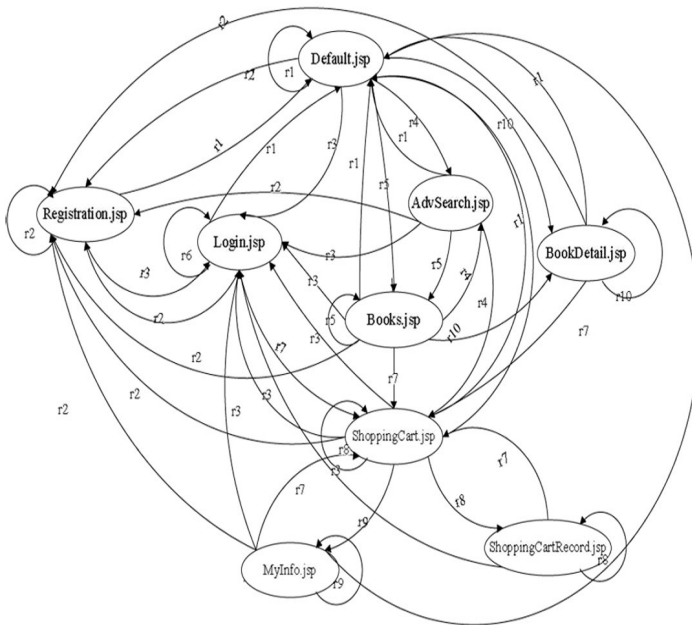 r2
Default.jsp
r1
r2
r1
r4
r10
r3
r1
r1
r1
r1
r5
AdvSearch.jsp
r2
Registration.jsp
r1
r2
Login.jsp
r6
r3
BookDetail.jsp
r3
r5
r4
r3
r10
r4
r5
Books.jsp
r2
r3
r10
r7
r7
r2
r7
r2
r3
r2
r3
ShoppingCart.jsp
r8
r7
r3
r7
r8
r9
ShoppingCartRecord.jsp
r8
MyInfo.jsp
r9